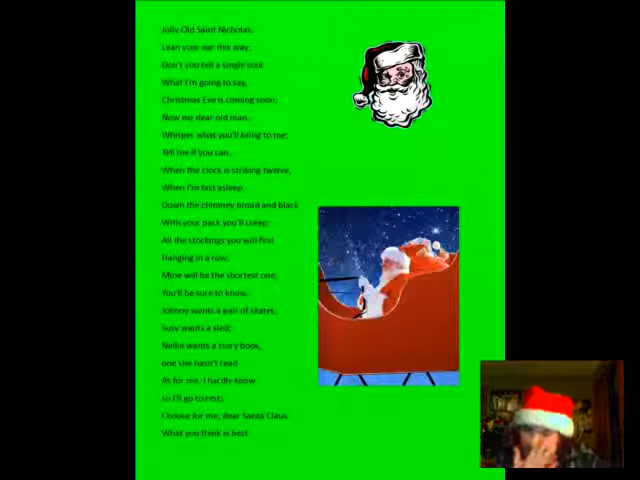 Jolly Old Saint Nicholas,
Lean your ear this way;
Don't you tell a single soul
What I'm going to say,
Christmas Eve is coming soon;
Now my dear old man,
Whisper what you'll bring to me;
Tell me if you can.
When the clock is striking twelve,
When I'm fast asleep,
Down the chimney broad and black
With your pack you'll creep;
All the stockings you will find
Hanging in a row;
Mine will be the shortest one;
You'll be sure to know.
Johnny wants a pair of skates;
Susy wants a sled;
Nellie wants a story book,
one she hasn't read
As for me, I hardly know
so I'll go to rest;
Choose for me, dear Santa Claus,
What you think is best